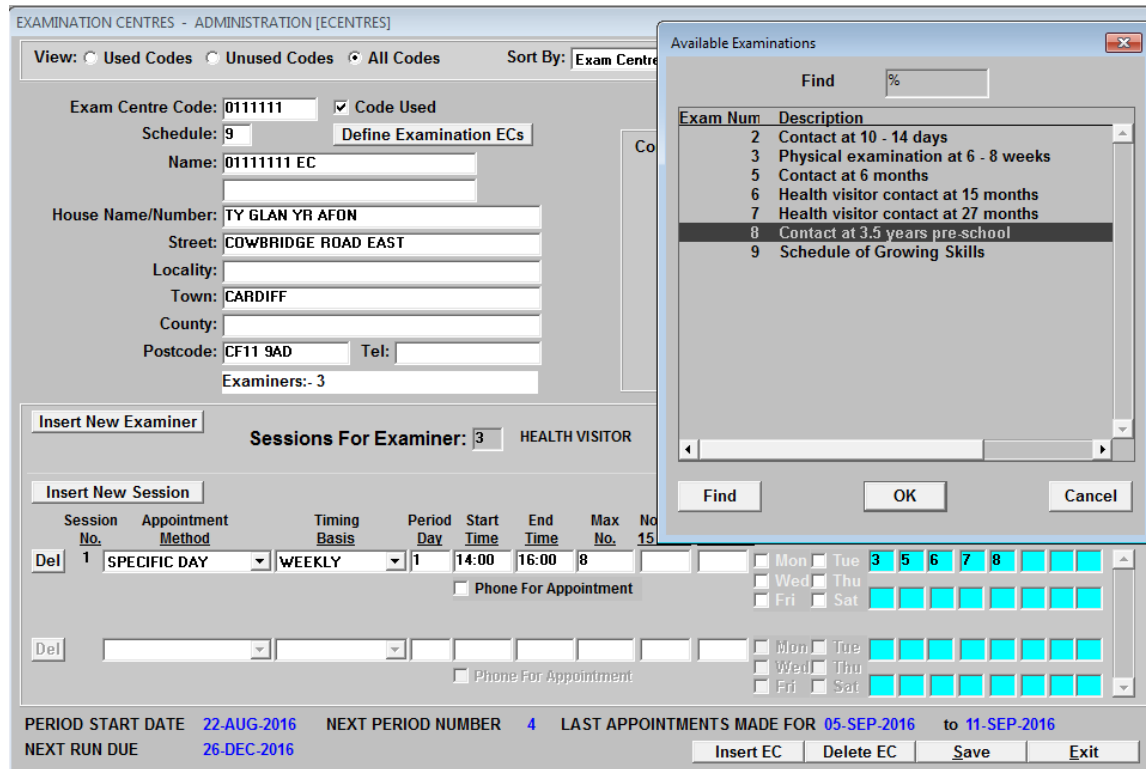 EXAMINATION CENTRES - ADMINISTRATION [ECENTRES]
View: Used Codes Unused Codes All Codes Sort By: Exam Centre
Exam Centre Code: 0111111 Code Used
Schedule: 9 Define Examination ECs
Name: 01111111 EC
House Name/Number: TY GLAN YR AFON
Street: COWBRIDGE ROAD EAST
Locality:
Town: CARDIFF
County:
Postcode: CF11 9AD Tel:
Examiners:- 3
Co
Available Examinations
Find %
Exam Num Description
2 Contact at 10 - 14 days
3 Physical examination at 6 - 8 weeks
5 Contact at 6 months
6 Health visitor contact at 15 months
7 Health visitor contact at 27 months
8 Contact at 3.5 years pre-school
9 Schedule of Growing Skills
Find OK Cancel
Insert New Examiner
Sessions For Examiner: 3 HEALTH VISITOR
Insert New Session
Session Appointment Timing Period Start End Max No
No. Method Basis Day Time Time No. 15
Del 1 SPECIFIC DAY WEEKLY 1 14:00 16:00 8 Mon Tue 3 5 6 7 8
Phone For Appointment Wed Thu
Fri Sat
Del Mon Tue
Phone For Appointment Wed Thu
Fri Sat
PERIOD START DATE 22-AUG-2016 NEXT PERIOD NUMBER 4 LAST APPOINTMENTS MADE FOR 05-SEP-2016 to 11-SEP-2016
NEXT RUN DUE 26-DEC-2016
Insert EC Delete EC Save Exit